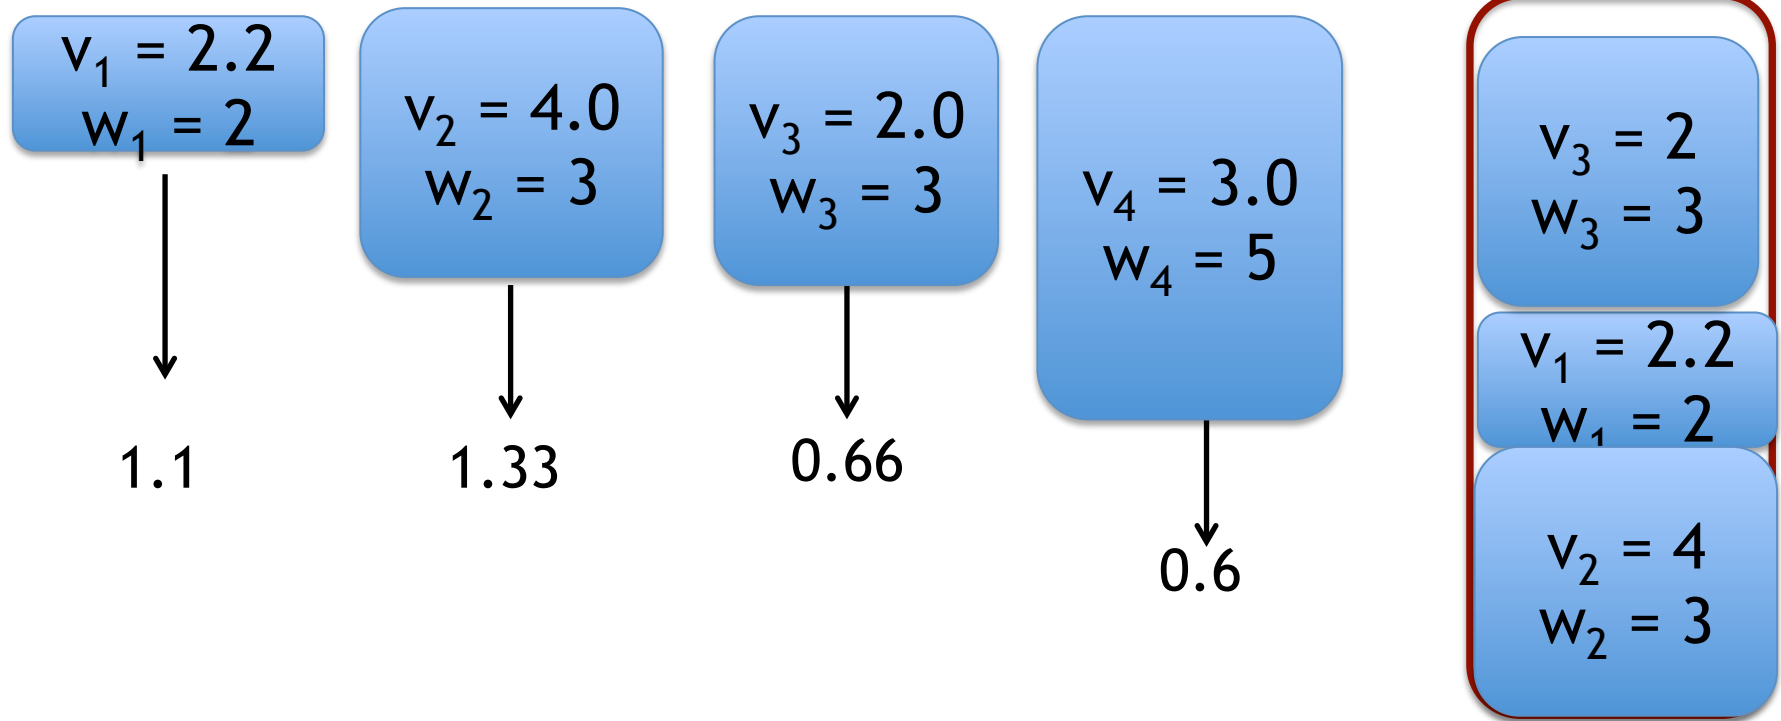 v1 = 2.2
w1 = 2
v2 = 4.0
w2 = 3
v3 = 2.0
w3 = 3
v4 = 3.0
w4 = 5
1.1
1.33
0.66
0.6
v3 = 2
w3 = 3
v1 = 2.2
w1 = 2
v2 = 4
w2 = 3